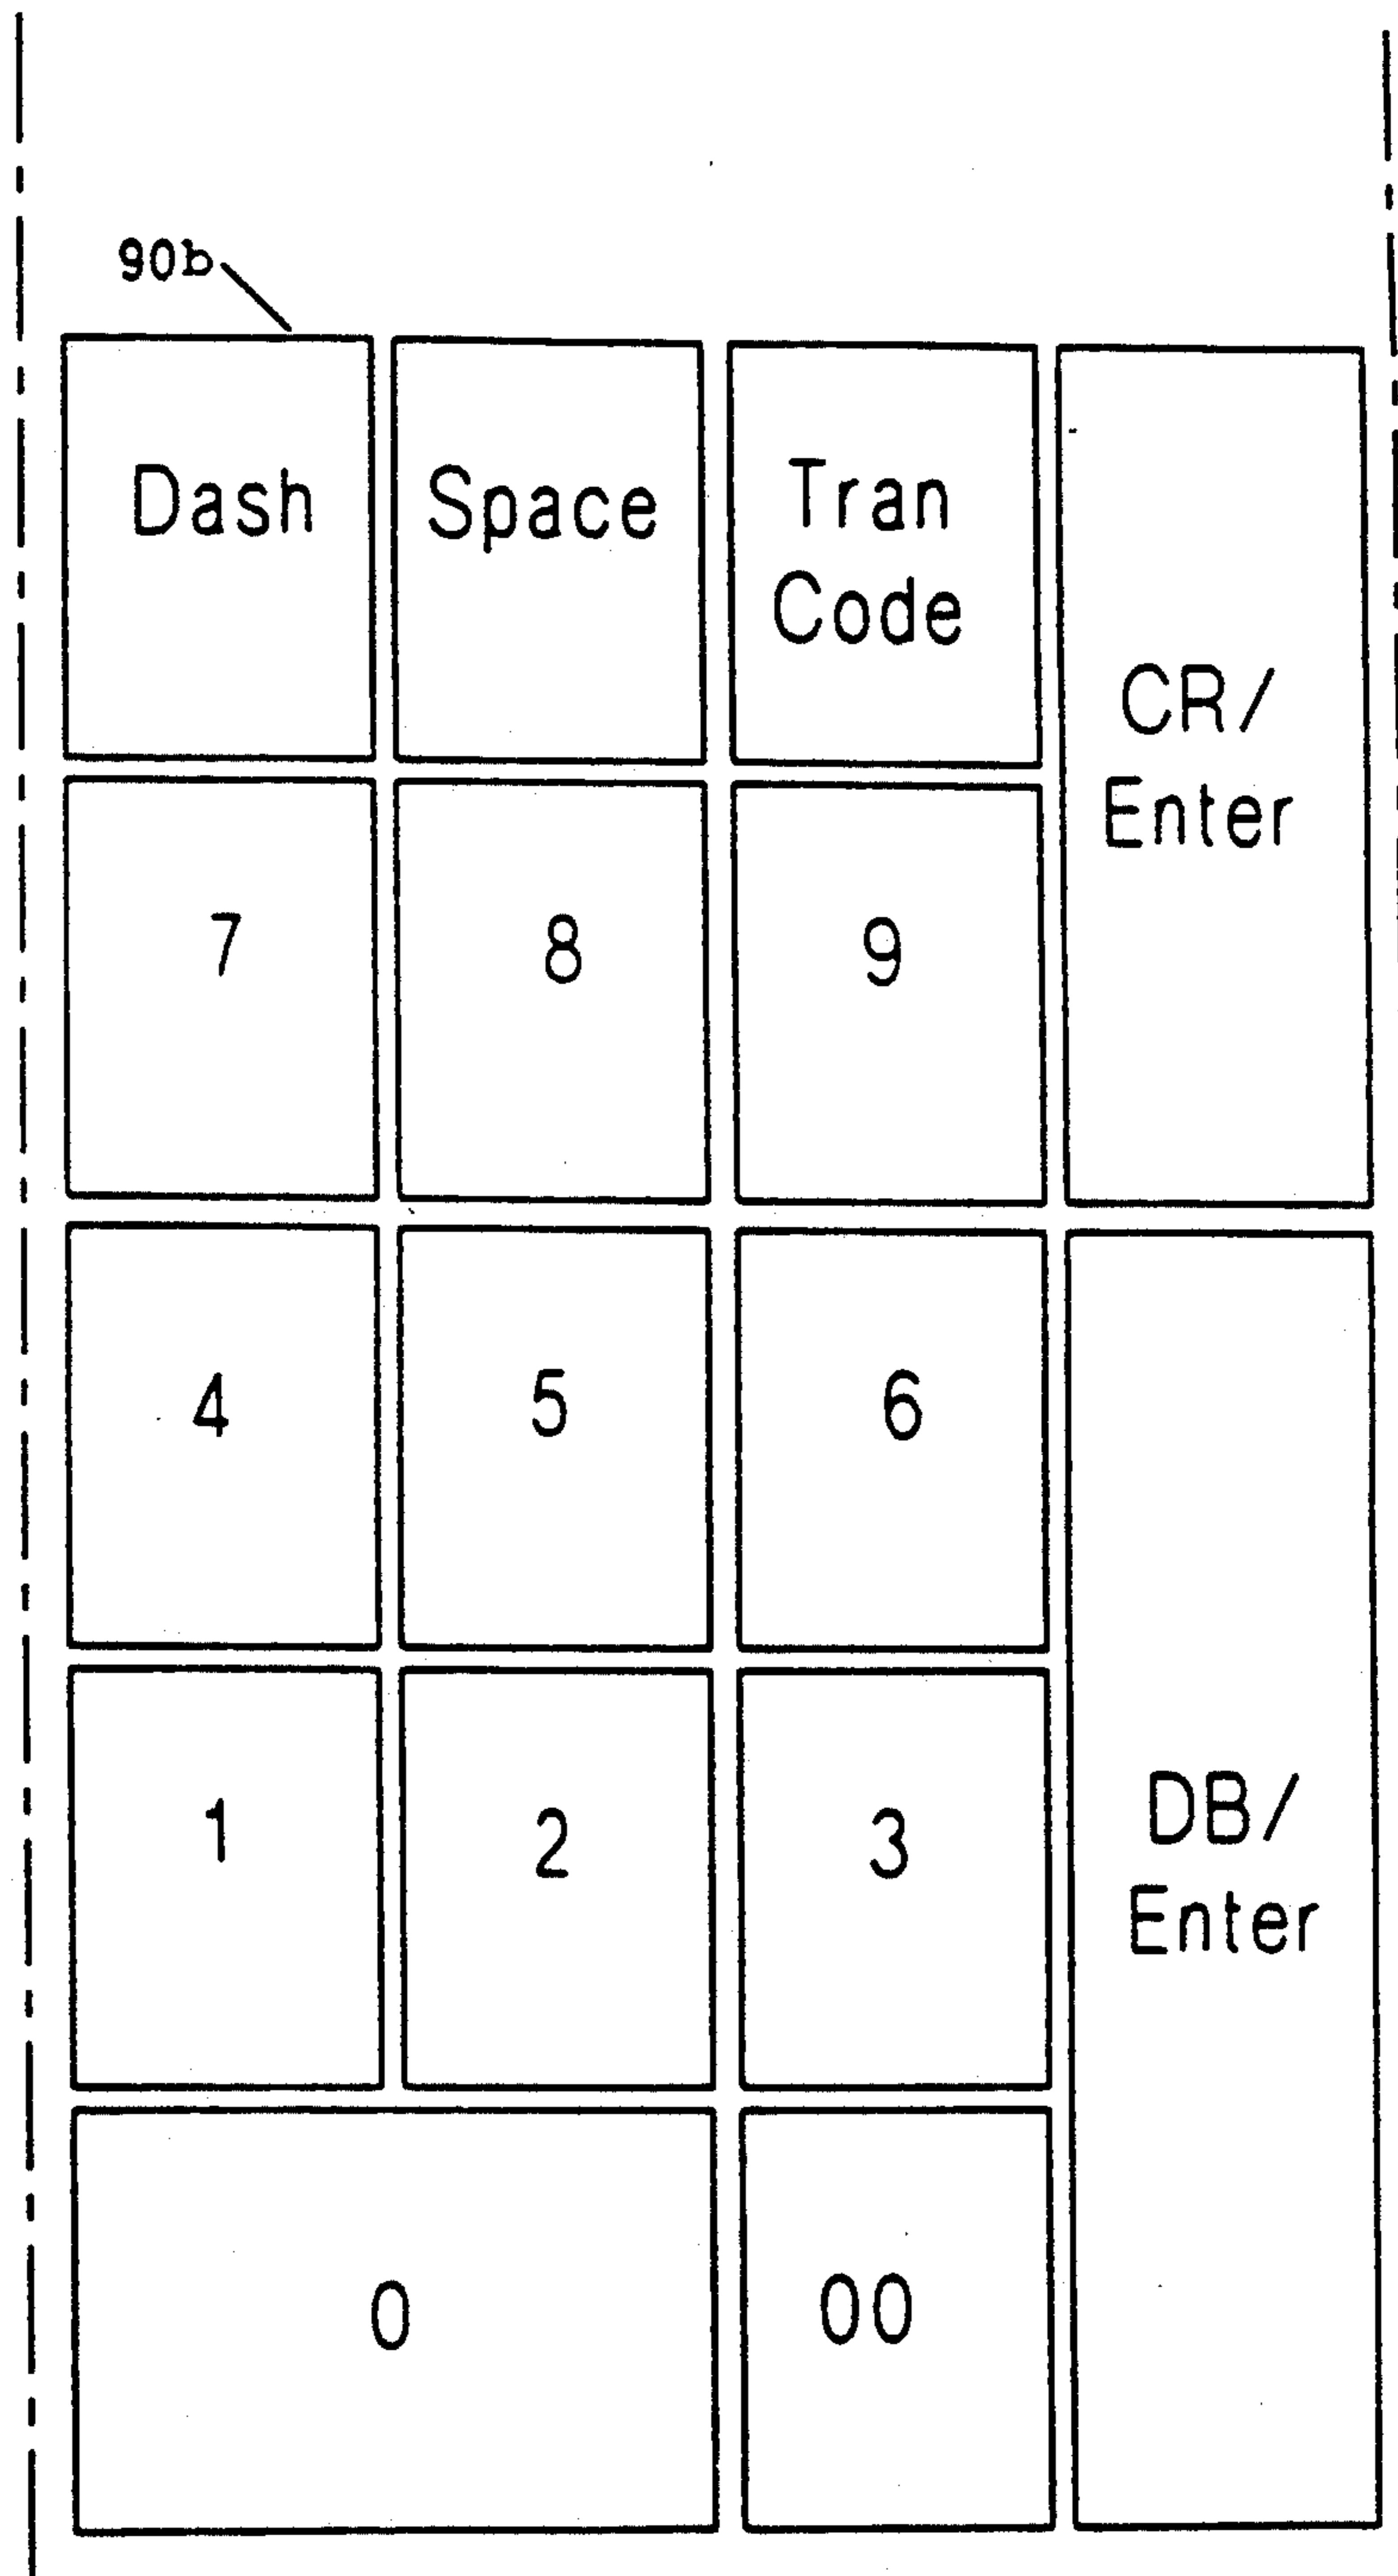 90b
Dash
Space
Tran
Code
CR/
Enter
7
8
9
4
5
6
DB/
Enter
1
2
3
0
00